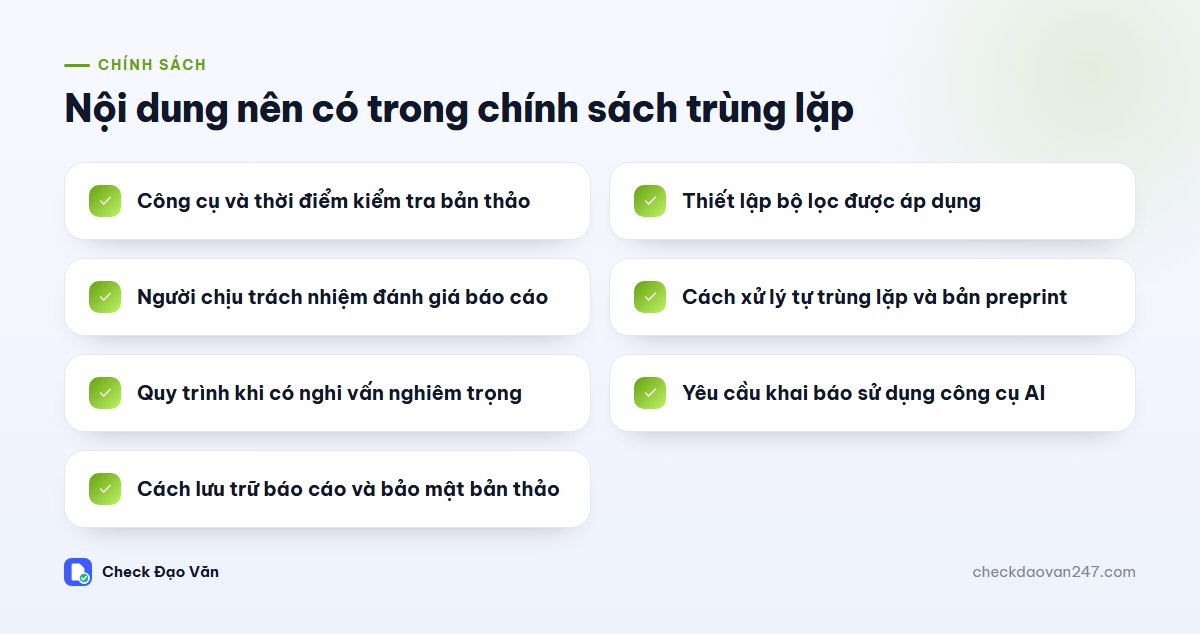 CHÍNH SÁCH
Nội dung nên có trong chính sách trùng lặp
Công cụ và thời điểm kiểm tra bản thảo
Thiết lập bộ lọc được áp dụng
Người chịu trách nhiệm đánh giá báo cáo
Cách xử lý tự trùng lặp và bản preprint
Quy trình khi có nghi vấn nghiêm trọng
Yêu cầu khai báo sử dụng công cụ AI
Cách lưu trữ báo cáo và bảo mật bản thảo
Check Đạo Văn
checkdaovan247.com